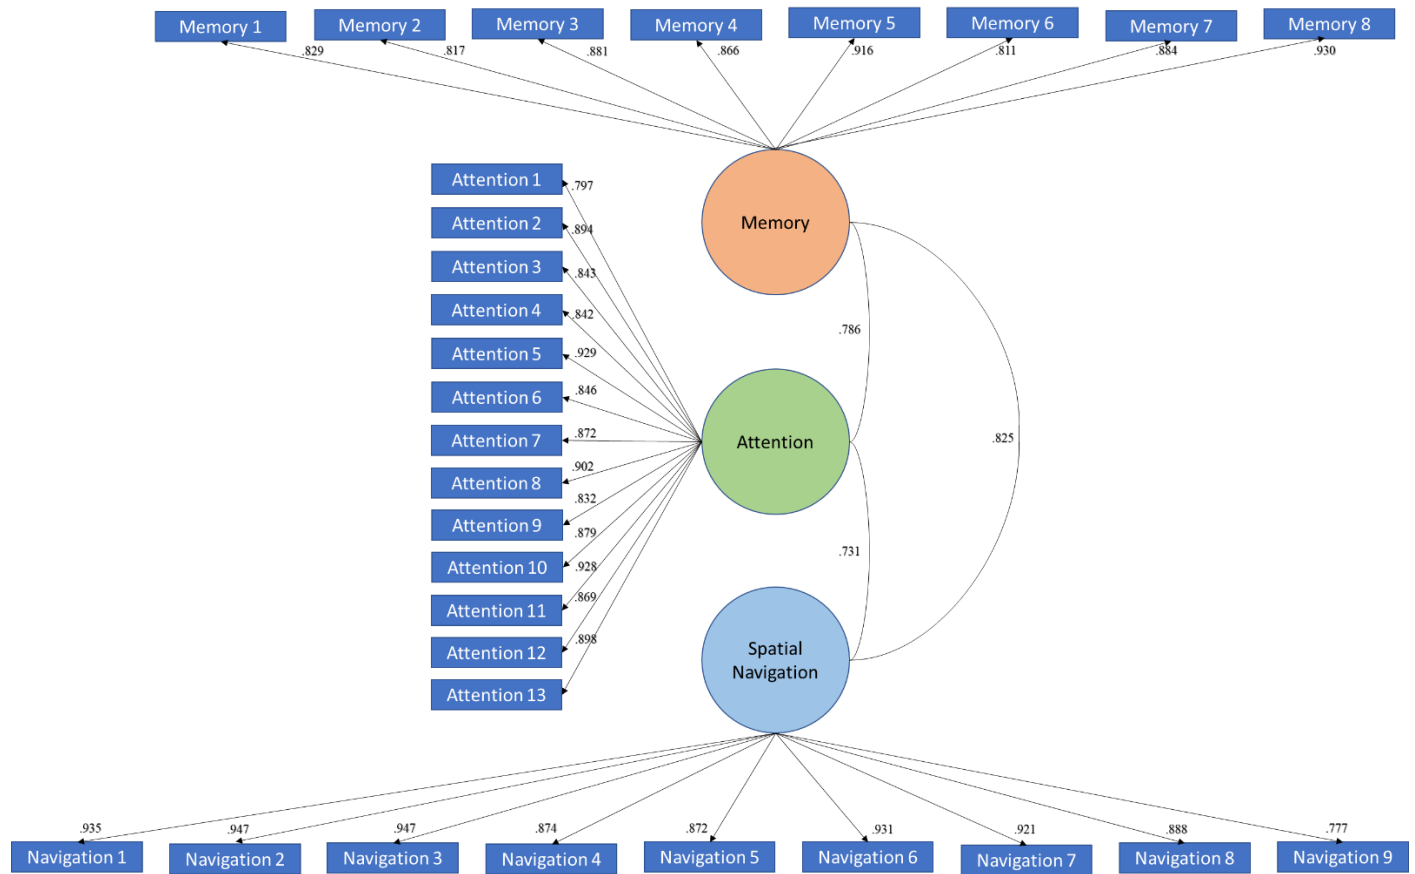 Memory 1
Memory 2
Memory 3
Memory 4
Memory 5
Memory 6
Memory 7
Memory 8
.829
.817
.881
.866
.916
.811
.884
.930
Memory
Attention 1
.797
Attention 2
.894
Attention 3
.843
Attention 4
.842
Attention 5
.929
Attention 6
.846
Attention 7
.872
Attention 8
.902
Attention 9
.832
Attention 10
.879
Attention 11
.928
Attention 12
.869
Attention 13
.898
Attention
.786
.825
.731
Spatial
Navigation
.935
.947
.947
.874
.872
.931
.921
.888
.777
Navigation 1
Navigation 2
Navigation 3
Navigation 4
Navigation 5
Navigation 6
Navigation 7
Navigation 8
Navigation 9